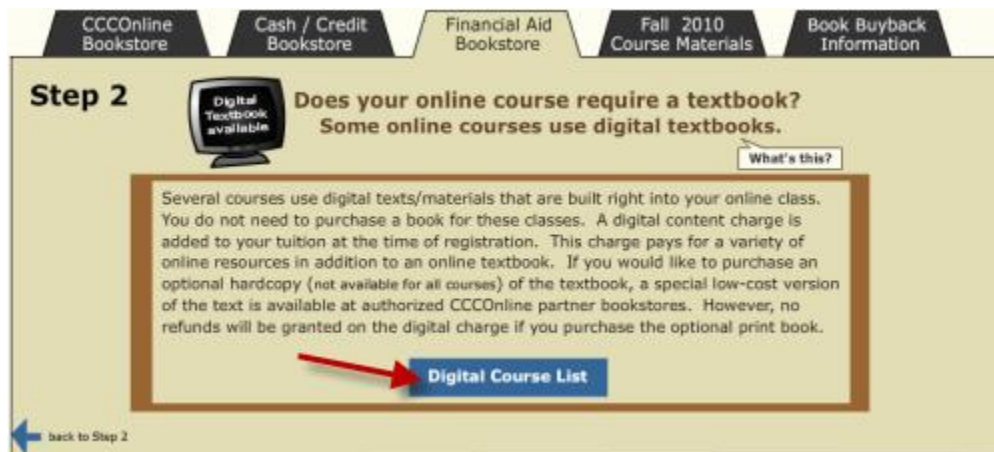 CCCOnline
Bookstore
Cash / Credit
Bookstore
Financial Aid
Bookstore
Fall 2010
Course Materials
Book Buyback
Information
Step 2
Digital
Textbook
available
Does your online course require a textbook?
Some online courses use digital textbooks.
What's this?
Several courses use digital texts/materials that are built right into your online class.
You do not need to purchase a book for these classes. A digital content charge is
added to your tuition at the time of registration. This charge pays for a variety of
online resources in addition to an online textbook. If you would like to purchase an
optional hardcopy (not available for all courses) of the textbook, a special low-cost version
of the text is available at authorized CCCOnline partner bookstores. However, no
refunds will be granted on the digital charge if you purchase the optional print book.
Digital Course List
back to Step 2